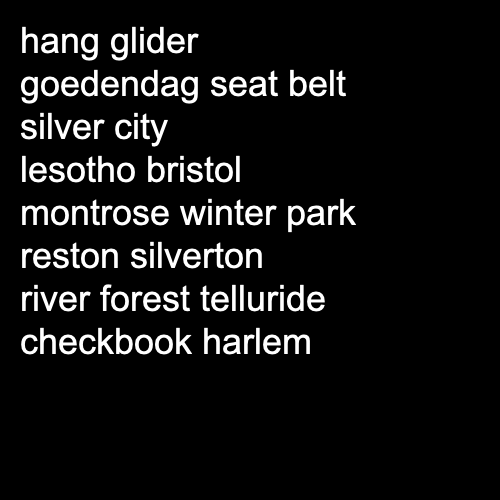 hang glider
goedendag seat belt
silver city
lesotho bristol
montrose winter park
reston silverton
river forest telluride
checkbook harlem